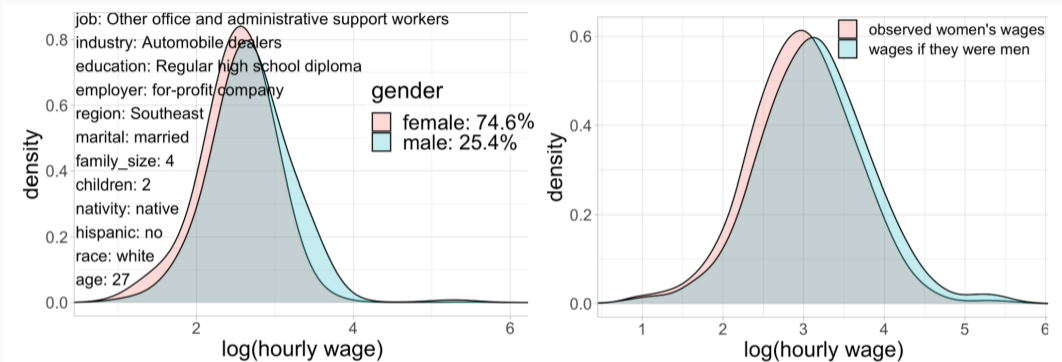 job: Other office and administrative support workers
industry: Automobile dealers
education: Regular high school diploma
employer: for-profit company
region: Southeast
marital: married
family_size: 4
children: 2
nativity: native
hispanic: no
race: white
age: 27
gender
female: 74.6%
male: 25.4%
density
0.8
0.6
0.4
0.2
0.0
2
4
6
log(hourly wage)
observed women's wages
wages if they were men
density
0.6
0.4
0.2
0.0
1
2
3
4
5
6
log(hourly wage)